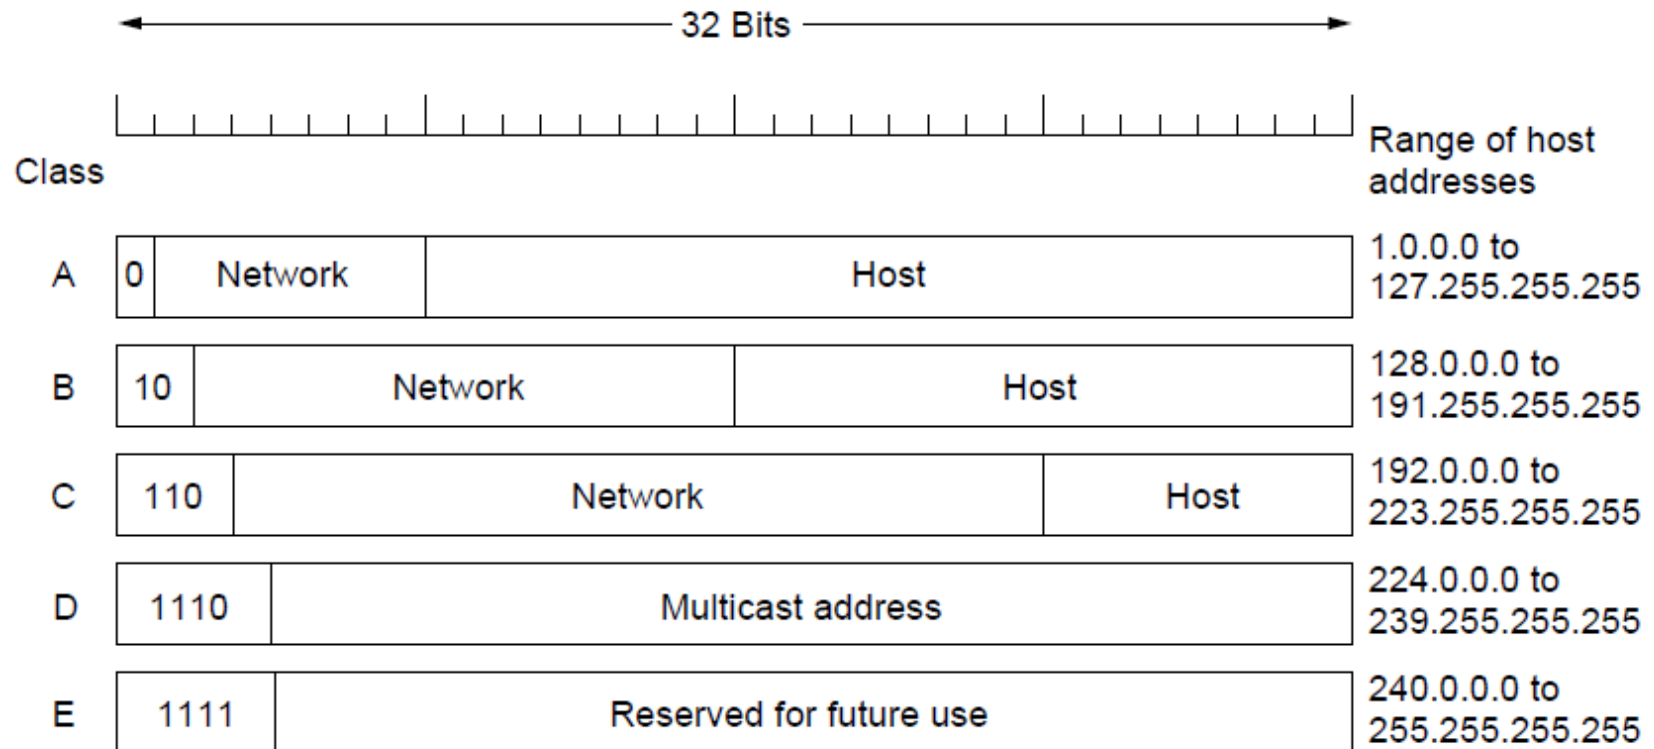 32 Bits
Range of host
addresses
Class
A
0
Network
Host
1.0.0.0 to
127.255.255.255
B
10
Network
Host
128.0.0.0 to
191.255.255.255
C
110
Network
Host
192.0.0.0 to
223.255.255.255
D
1110
Multicast address
224.0.0.0 to
239.255.255.255
E
1111
Reserved for future use
240.0.0.0 to
255.255.255.255